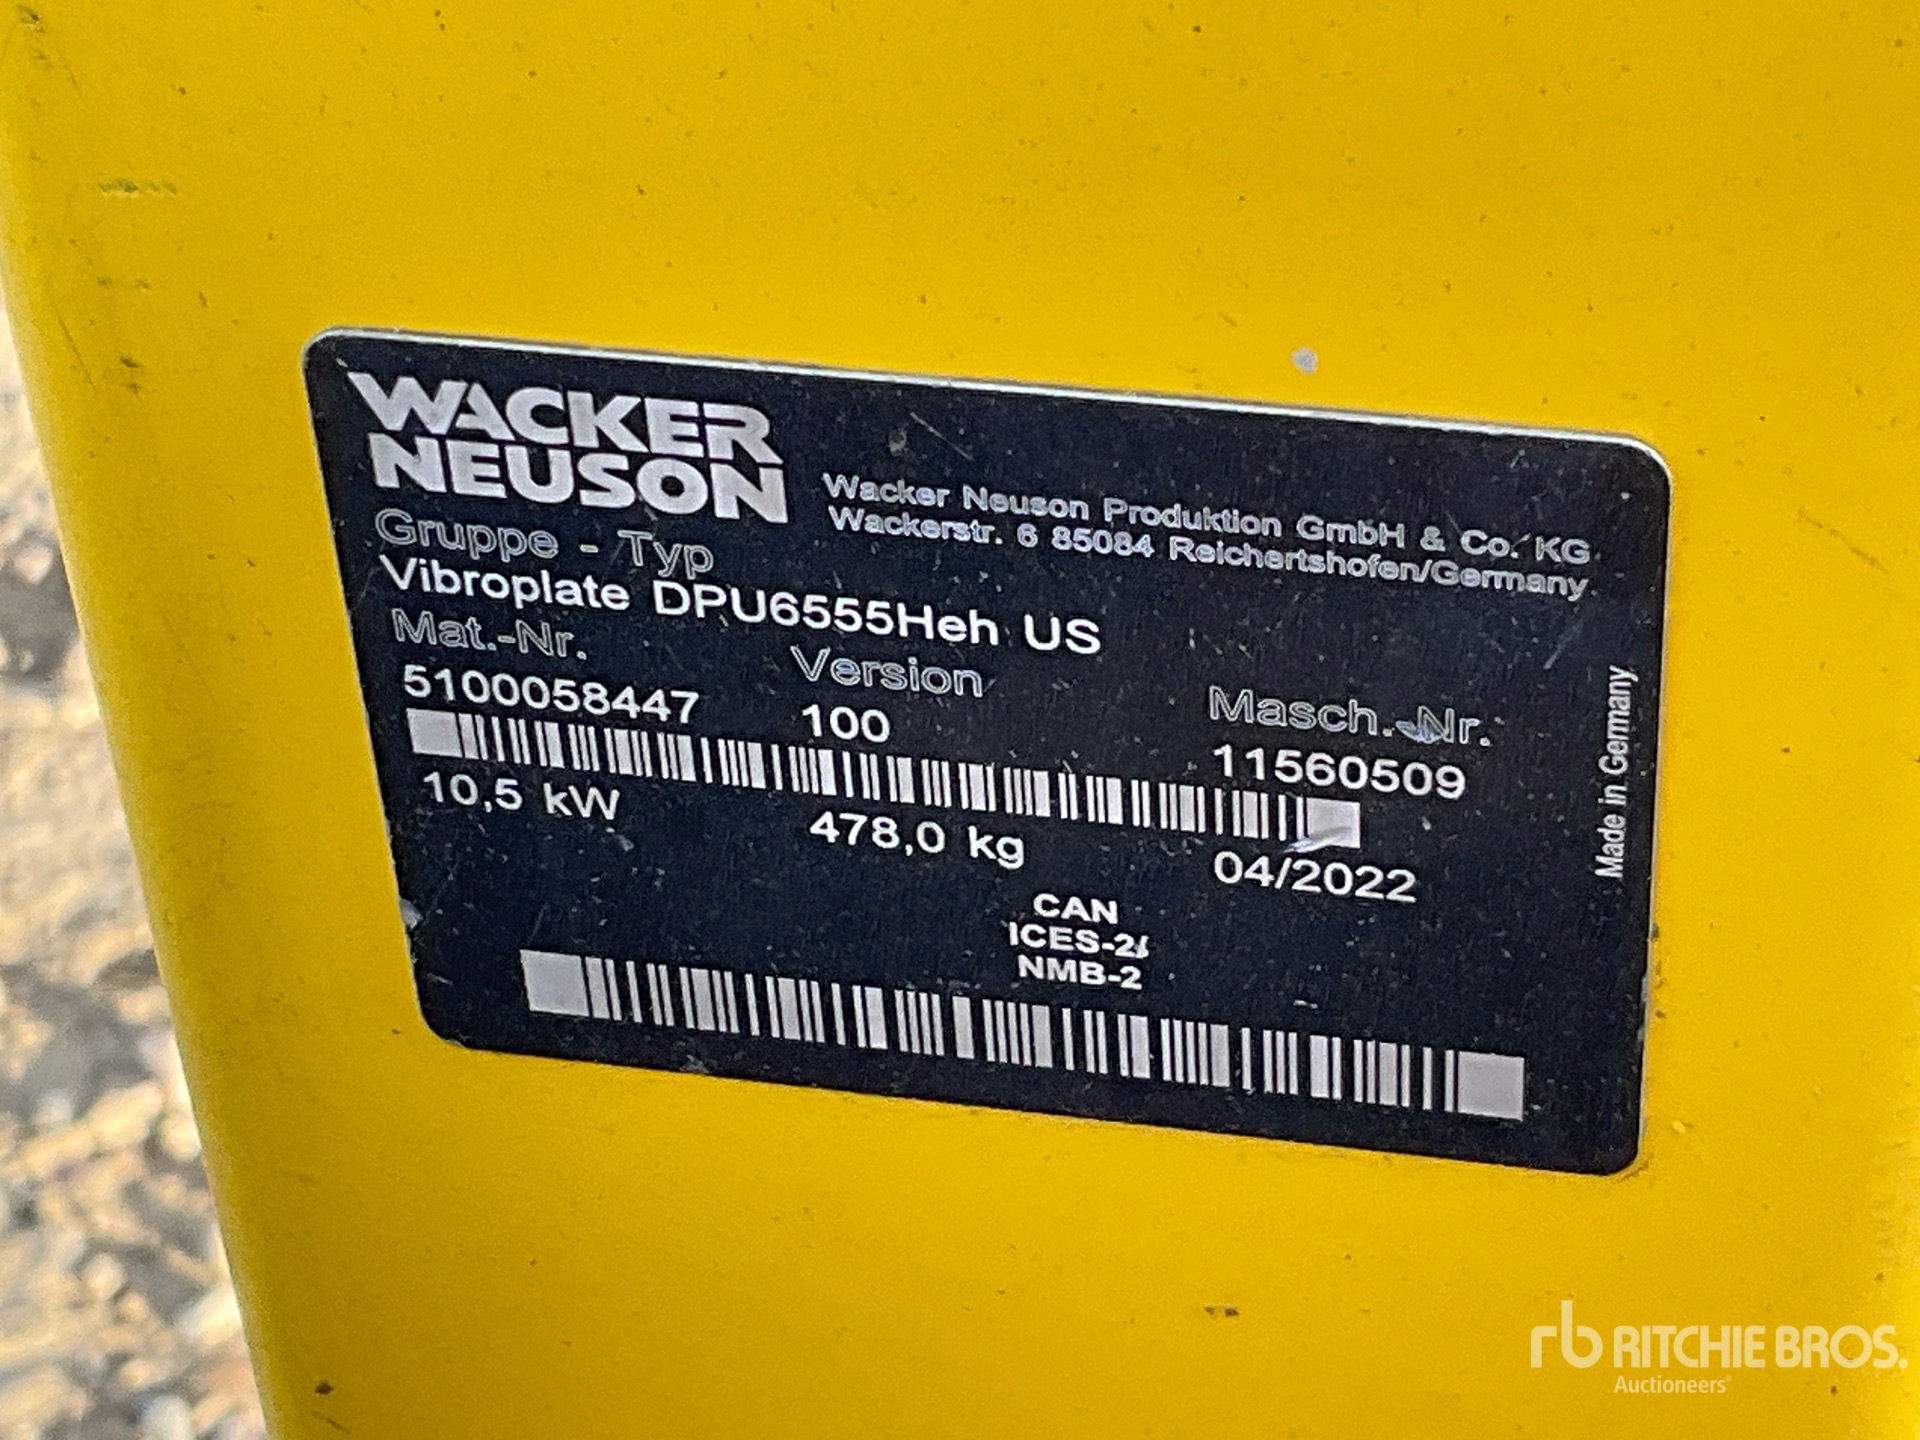 WACKER
NEUSON
Wacker Neuson Produktion GmbH & Co. KG
Wackerstr. 6 85084 Reichertshofen/Germany
Gruppe - Typ
Vibroplate DPU6555Heh US
Mat.-Nr. Version Masch.-Nr.:
5100058447 100 11560509
10,5 kW 478,0 kg 04/2022
CAN
ICES-2/
NMB-2
Made in Germany
rb RITCHIE BROS.
Auctioneers